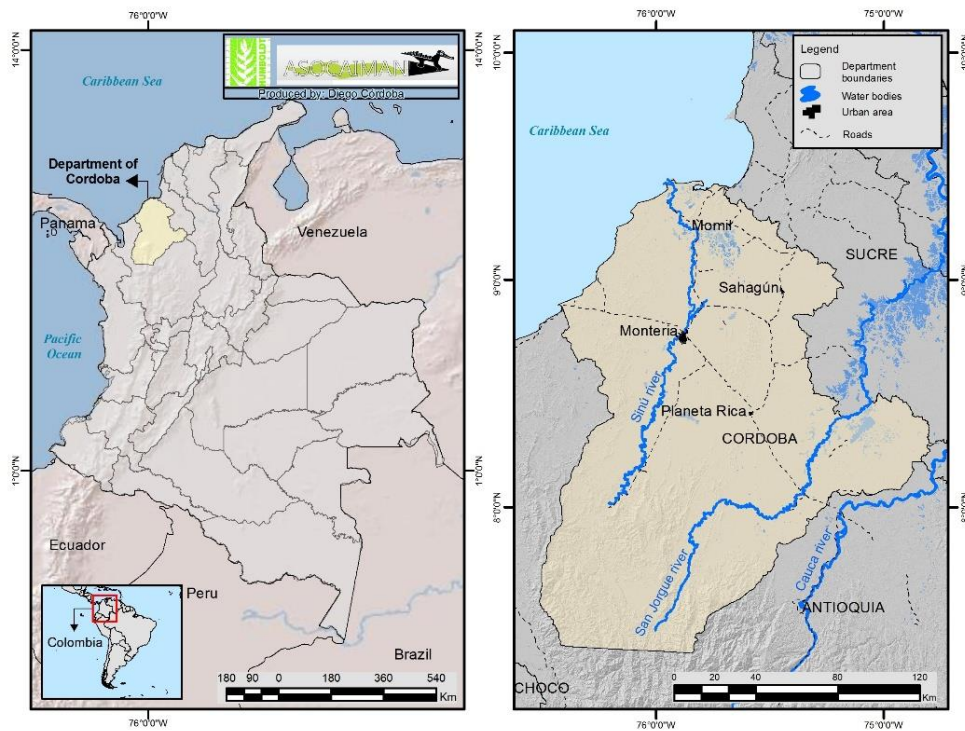 76°0'0"W
14°0'0"N
Caribbean Sea
HUMBOLDT
ASOCAIMAN
Produced by: Diego Cordoba
Department of
Cordoba
Panama
Venezuela
Pacific
Ocean
1°0'0"N
Ecuador
Peru
Colombia
Brazil
180 90 0 180 360 540
Km
76°0'0"W
76°0'0"W
75°0'0"W
10°0'0"N
Legend
Department
boundaries
Water bodies
Urban area
Roads
Caribbean Sea
Momil
SUCRE
9°0'0"N
Sahagún
Montería
Sinú river
Planeta Rica
CORDOBA
8°0'0"N
San Jorgue river
Cauca river
ANTIOQUIA
CHOCO
0 20 40 60 80 120
Km
76°0'0"W
75°0'0"W